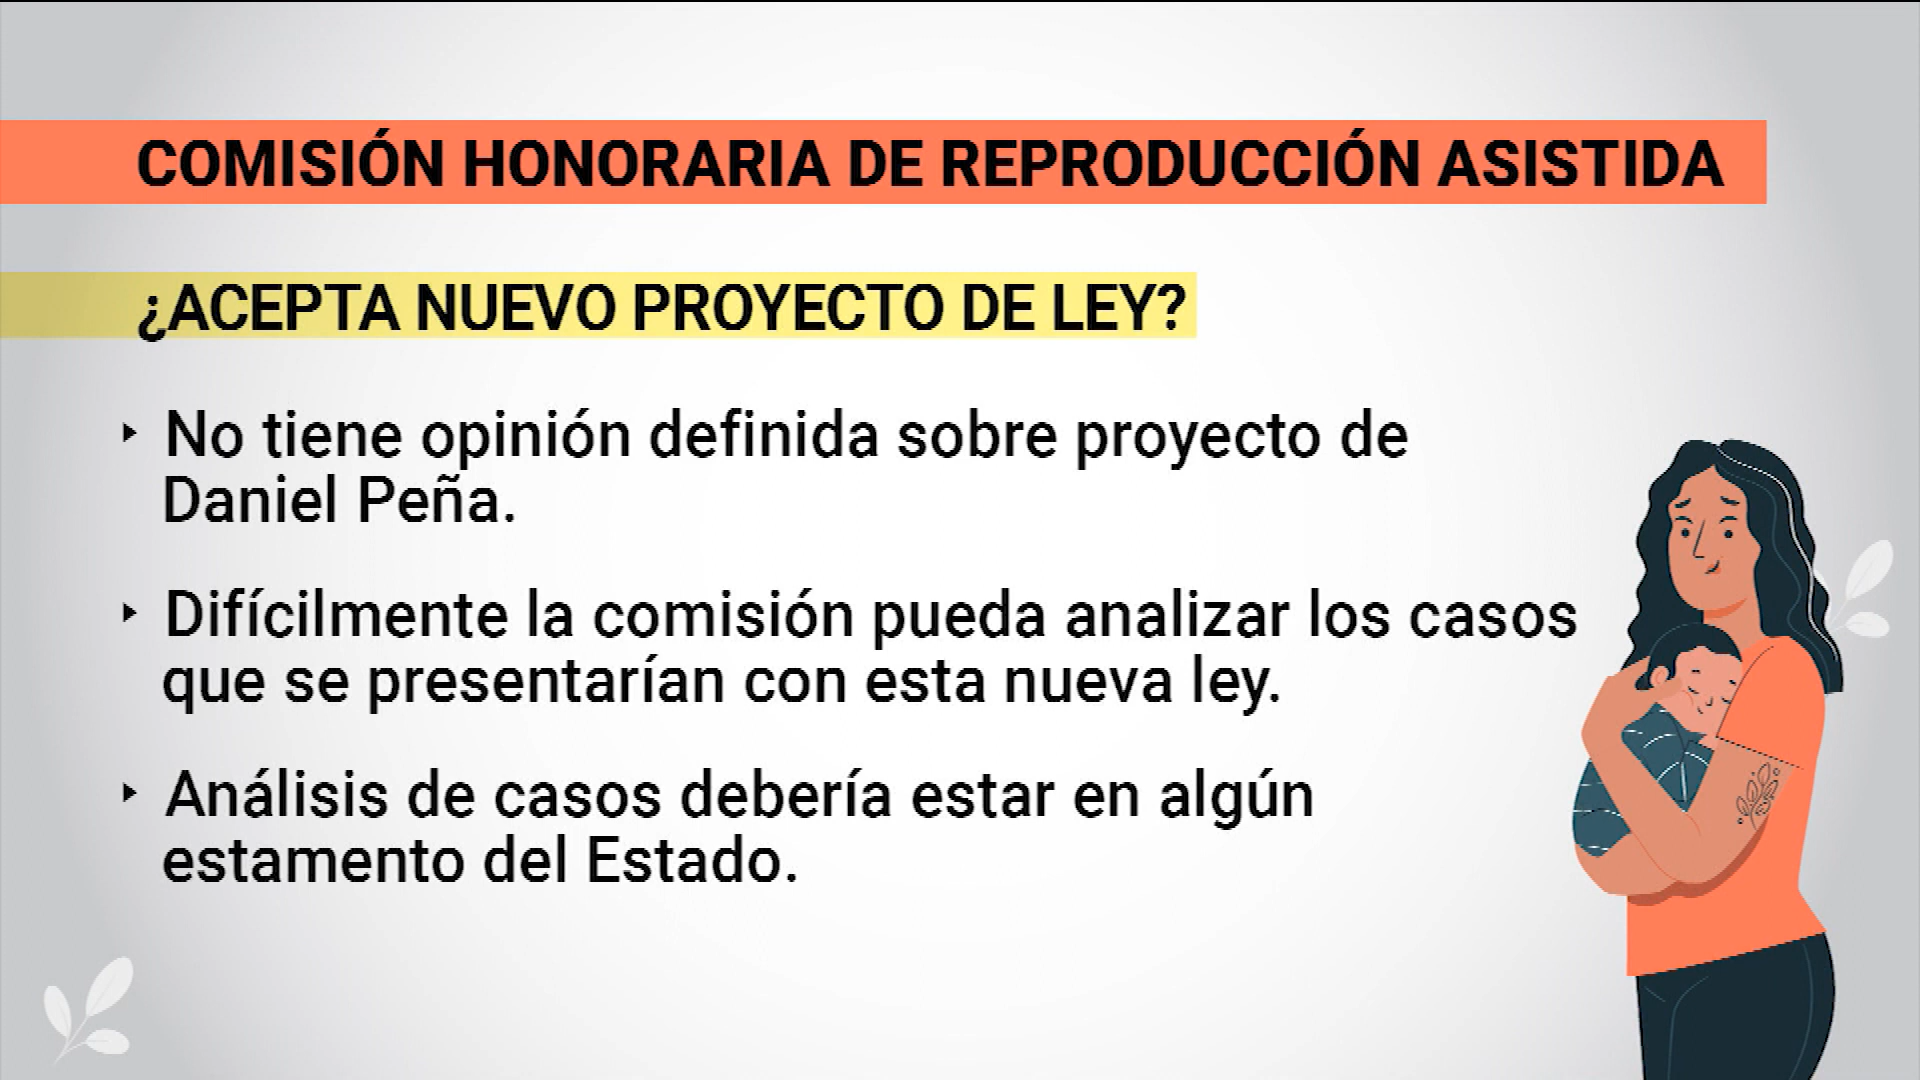 COMISIÓN HONORARIA DE REPRODUCCIÓN ASISTIDA
¿ACEPTA NUEVO PROYECTO DE LEY?
‣ No tiene opinión definida sobre proyecto de
Daniel Peña.
‣ Difícilmente la comisión pueda analizar los casos
que se presentarían con esta nueva ley.
‣ Análisis de casos debería estar en algún
estamento del Estado.